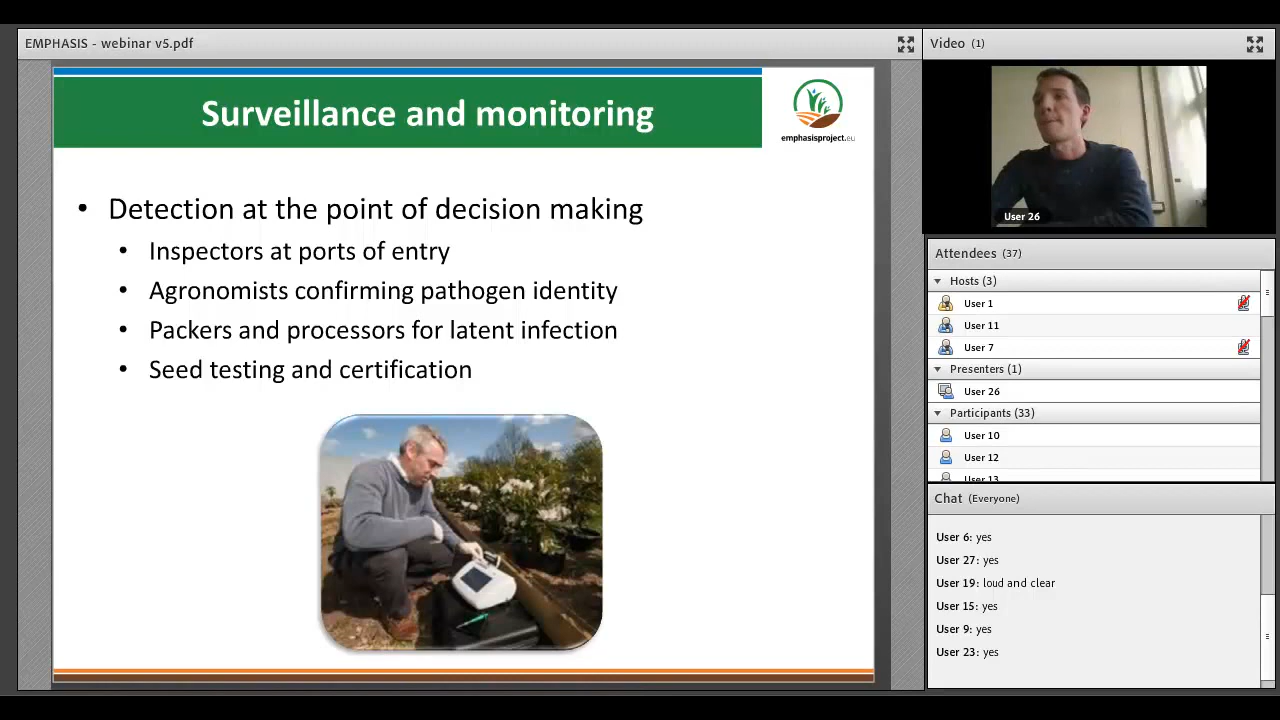 EMPHASIS - webinar v5.pdf
Surveillance and monitoring
emphasisproject.eu
• Detection at the point of decision making
• Inspectors at ports of entry
• Agronomists confirming pathogen identity
• Packers and processors for latent infection
• Seed testing and certification
Video (1)
User 26
Attendees (37)
Hosts (3)
User 1
User 11
User 7
Presenters (1)
User 26
Participants (33)
User 10
User 12
User 13
Chat (Everyone)
User 6: yes
User 27: yes
User 19: loud and clear
User 15: yes
User 9: yes
User 23: yes